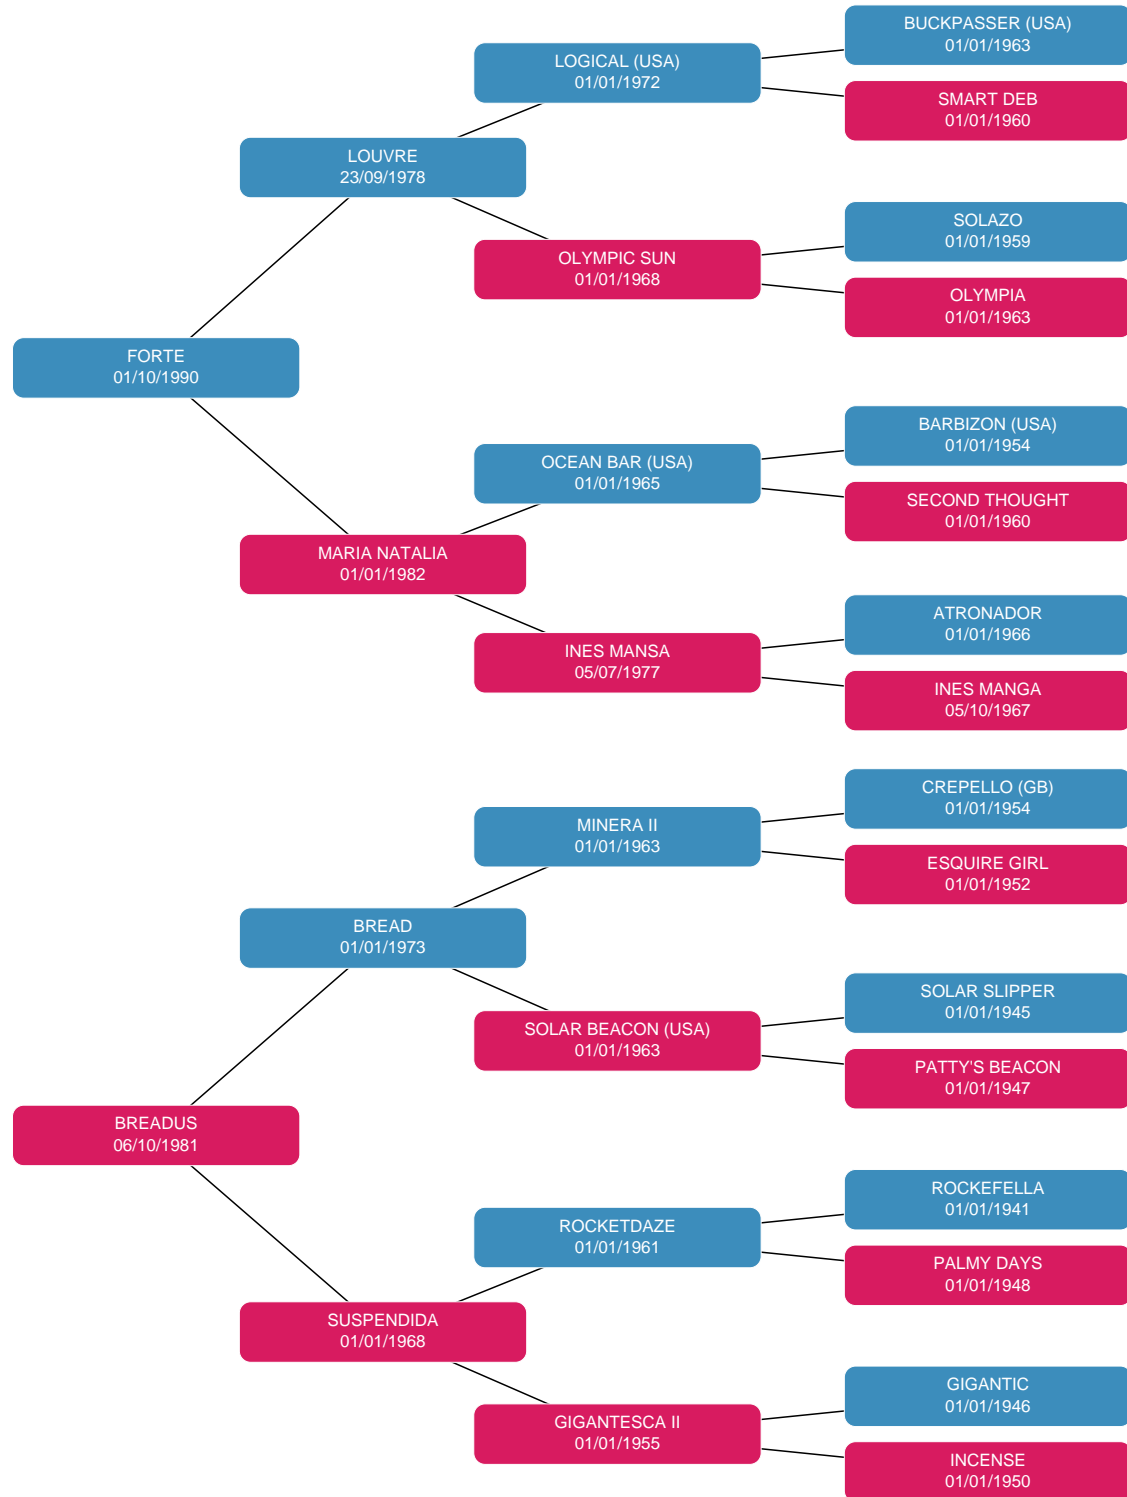 BUCKPASSER (USA)
01/01/1963
LOGICAL (USA)
01/01/1972
SMART DEB
01/01/1960
LOUVRE
23/09/1978
SOLAZO
01/01/1959
OLYMPIC SUN
01/01/1968
OLYMPIA
01/01/1963
FORTE
01/10/1990
BARBIZON (USA)
01/01/1954
OCEAN BAR (USA)
01/01/1965
SECOND THOUGHT
01/01/1960
MARIA NATALIA
01/01/1982
ATRONADOR
01/01/1966
INES MANSA
05/07/1977
INES MANGA
05/10/1967
CREPELLO (GB)
01/01/1954
MINERA II
01/01/1963
ESQUIRE GIRL
01/01/1952
BREAD
01/01/1973
SOLAR SLIPPER
01/01/1945
SOLAR BEACON (USA)
01/01/1963
PATTY'S BEACON
01/01/1947
BREADUS
06/10/1981
ROCKEFELLA
01/01/1941
ROCKETDAZE
01/01/1961
PALMY DAYS
01/01/1948
SUSPENDIDA
01/01/1968
GIGANTIC
01/01/1946
GIGANTESCA II
01/01/1955
INCENSE
01/01/1950